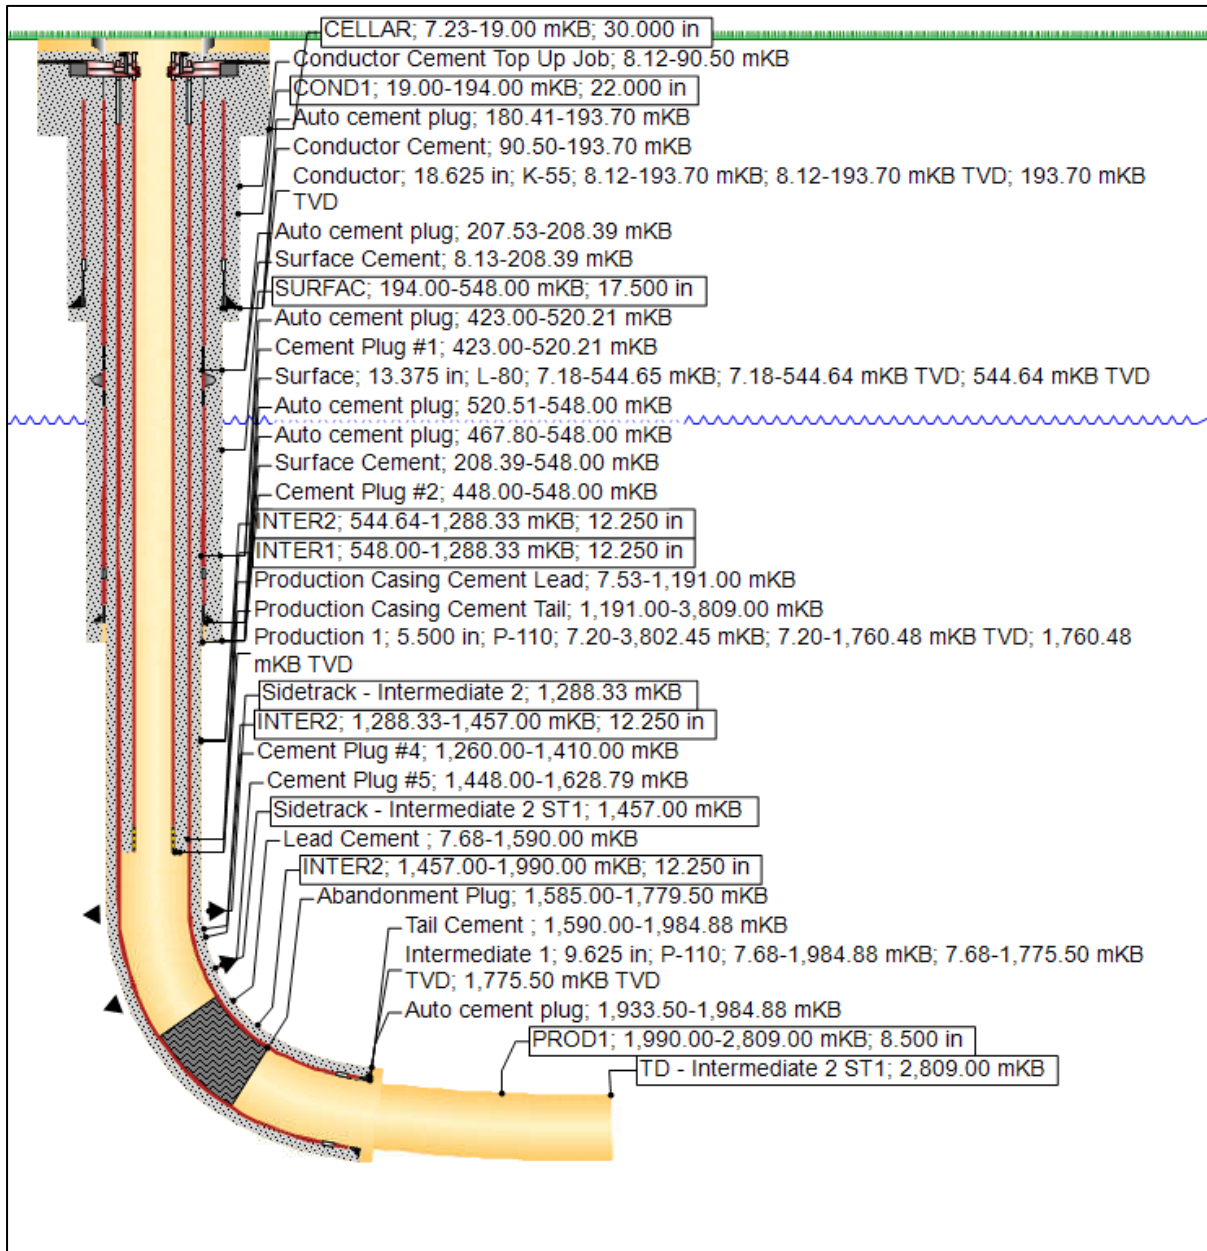 CELLAR; 7.23-19.00 mKB; 30.000 in
Conductor Cement Top Up Job; 8.12-90.50 mKB
COND1; 19.00-194.00 mKB; 22.000 in
Auto cement plug; 180.41-193.70 mKB
Conductor Cement; 90.50-193.70 mKB
Conductor; 18.625 in; K-55; 8.12-193.70 mKB; 8.12-193.70 mKB TVD; 193.70 mKB
TVD
Auto cement plug; 207.53-208.39 mKB
Surface Cement; 8.13-208.39 mKB
SURFAC; 194.00-548.00 mKB; 17.500 in
Auto cement plug; 423.00-520.21 mKB
Cement Plug #1; 423.00-520.21 mKB
Surface; 13.375 in; L-80; 7.18-544.65 mKB; 7.18-544.64 mKB TVD; 544.64 mKB TVD
Auto cement plug; 520.51-548.00 mKB
Auto cement plug; 467.80-548.00 mKB
Surface Cement; 208.39-548.00 mKB
Cement Plug #2; 448.00-548.00 mKB
INTER2; 544.64-1,288.33 mKB; 12.250 in
INTER1; 548.00-1,288.33 mKB; 12.250 in
Production Casing Cement Lead; 7.53-1,191.00 mKB
Production Casing Cement Tail; 1,191.00-3,809.00 mKB
Production 1; 5.500 in; P-110; 7.20-3,802.45 mKB; 7.20-1,760.48 mKB TVD; 1,760.48
mKB TVD
Sidetrack - Intermediate 2; 1,288.33 mKB
INTER2; 1,288.33-1,457.00 mKB; 12.250 in
Cement Plug #4; 1,260.00-1,410.00 mKB
Cement Plug #5; 1,448.00-1,628.79 mKB
Sidetrack - Intermediate 2 ST1; 1,457.00 mKB
Lead Cement ; 7.68-1,590.00 mKB
INTER2; 1,457.00-1,990.00 mKB; 12.250 in
Abandonment Plug; 1,585.00-1,779.50 mKB
Tail Cement ; 1,590.00-1,984.88 mKB
Intermediate 1; 9.625 in; P-110; 7.68-1,984.88 mKB; 7.68-1,775.50 mKB
TVD; 1,775.50 mKB TVD
Auto cement plug; 1,933.50-1,984.88 mKB
PROD1; 1,990.00-2,809.00 mKB; 8.500 in
TD - Intermediate 2 ST1; 2,809.00 mKB